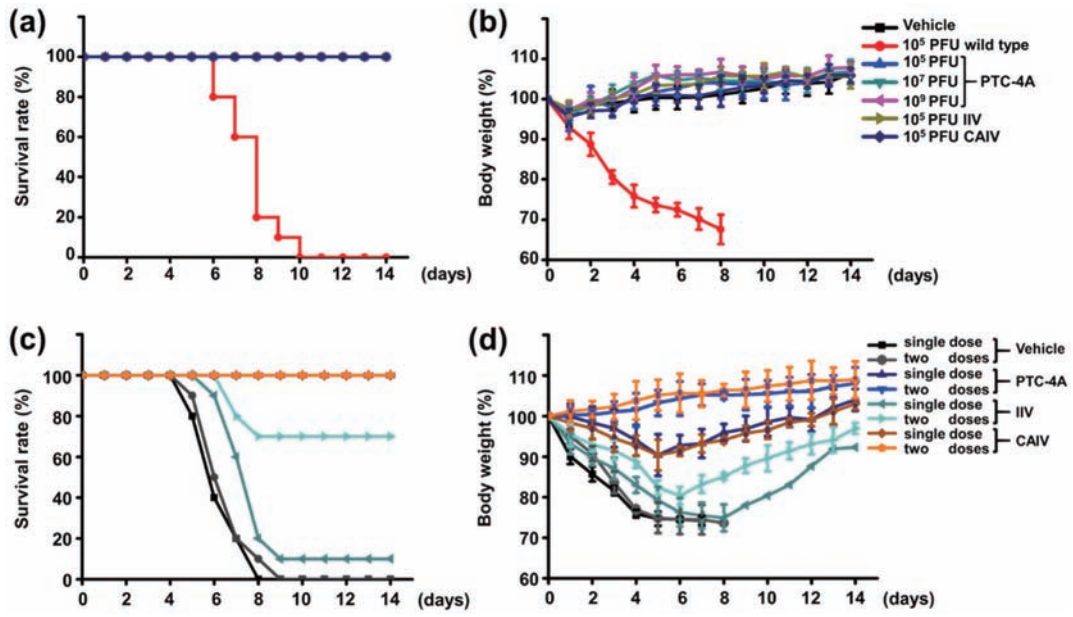 (a)
Survival rate (%)
100
80
60
40
20
0
0 2 4 6 8 10 12 14 (days)
(b)
Body weight (%)
110
100
90
80
70
60
0 2 4 6 8 10 12 14 (days)
Vehicle
10⁵ PFU wild type
10⁵ PFU
10⁷ PFU PTC-4A
10⁹ PFU
10⁵ PFU IIV
10⁵ PFU CAIV
(c)
Survival rate (%)
100
80
60
40
20
0
0 2 4 6 8 10 12 14 (days)
(d)
Body weight (%)
110
100
90
80
70
60
0 2 4 6 8 10 12 14 (days)
single dose
two doses Vehicle
single dose
two doses PTC-4A
single dose
two doses IIV
single dose
two doses CAIV